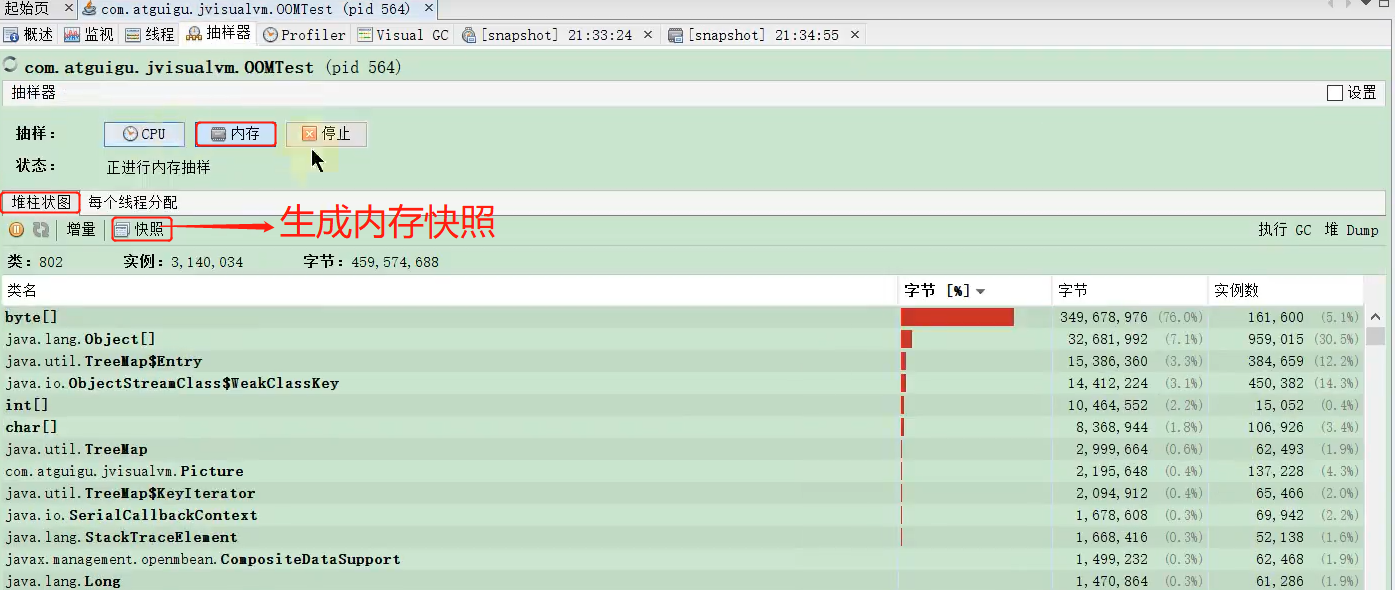 起始页 × com.atguigu.jvisualvm.OOMTest (pid 564) ×
概述 监视 线程 抽样器 Profiler Visual GC [snapshot] 21:33:24 × [snapshot] 21:34:55 ×
com.atguigu.jvisualvm.OOMTest (pid 564)
抽样器 设置
抽样: CPU 内存 停止
状态: 正进行内存抽样
堆柱状图 每个线程分配
增量 快照 生成内存快照 执行 GC 堆 Dump
类: 802 实例: 3,140,034 字节: 459,574,688
类名 字节 [%] 字节 实例数
byte[] 349,678,976 (76.0%) 161,600 (5.1%)
java.lang.Object[] 32,681,992 (7.1%) 959,015 (30.5%)
java.util.TreeMap$Entry 15,386,360 (3.3%) 384,659 (12.2%)
java.io.ObjectStreamClass$WeakClassKey 14,412,224 (3.1%) 450,382 (14.3%)
int[] 10,464,552 (2.2%) 15,052 (0.4%)
char[] 8,368,944 (1.8%) 106,926 (3.4%)
java.util.TreeMap 2,999,664 (0.6%) 62,493 (1.9%)
com.atguigu.jvisualvm.Picture 2,195,648 (0.4%) 137,228 (4.3%)
java.util.TreeMap$KeyIterator 2,094,912 (0.4%) 65,466 (2.0%)
java.io.SerialCallbackContext 1,678,608 (0.3%) 69,942 (2.2%)
java.lang.StackTraceElement 1,668,416 (0.3%) 52,138 (1.6%)
javax.management.openmbean.CompositeDataSupport 1,499,232 (0.3%) 62,468 (1.9%)
java.lang.Long 1,470,864 (0.3%) 61,286 (1.9%)